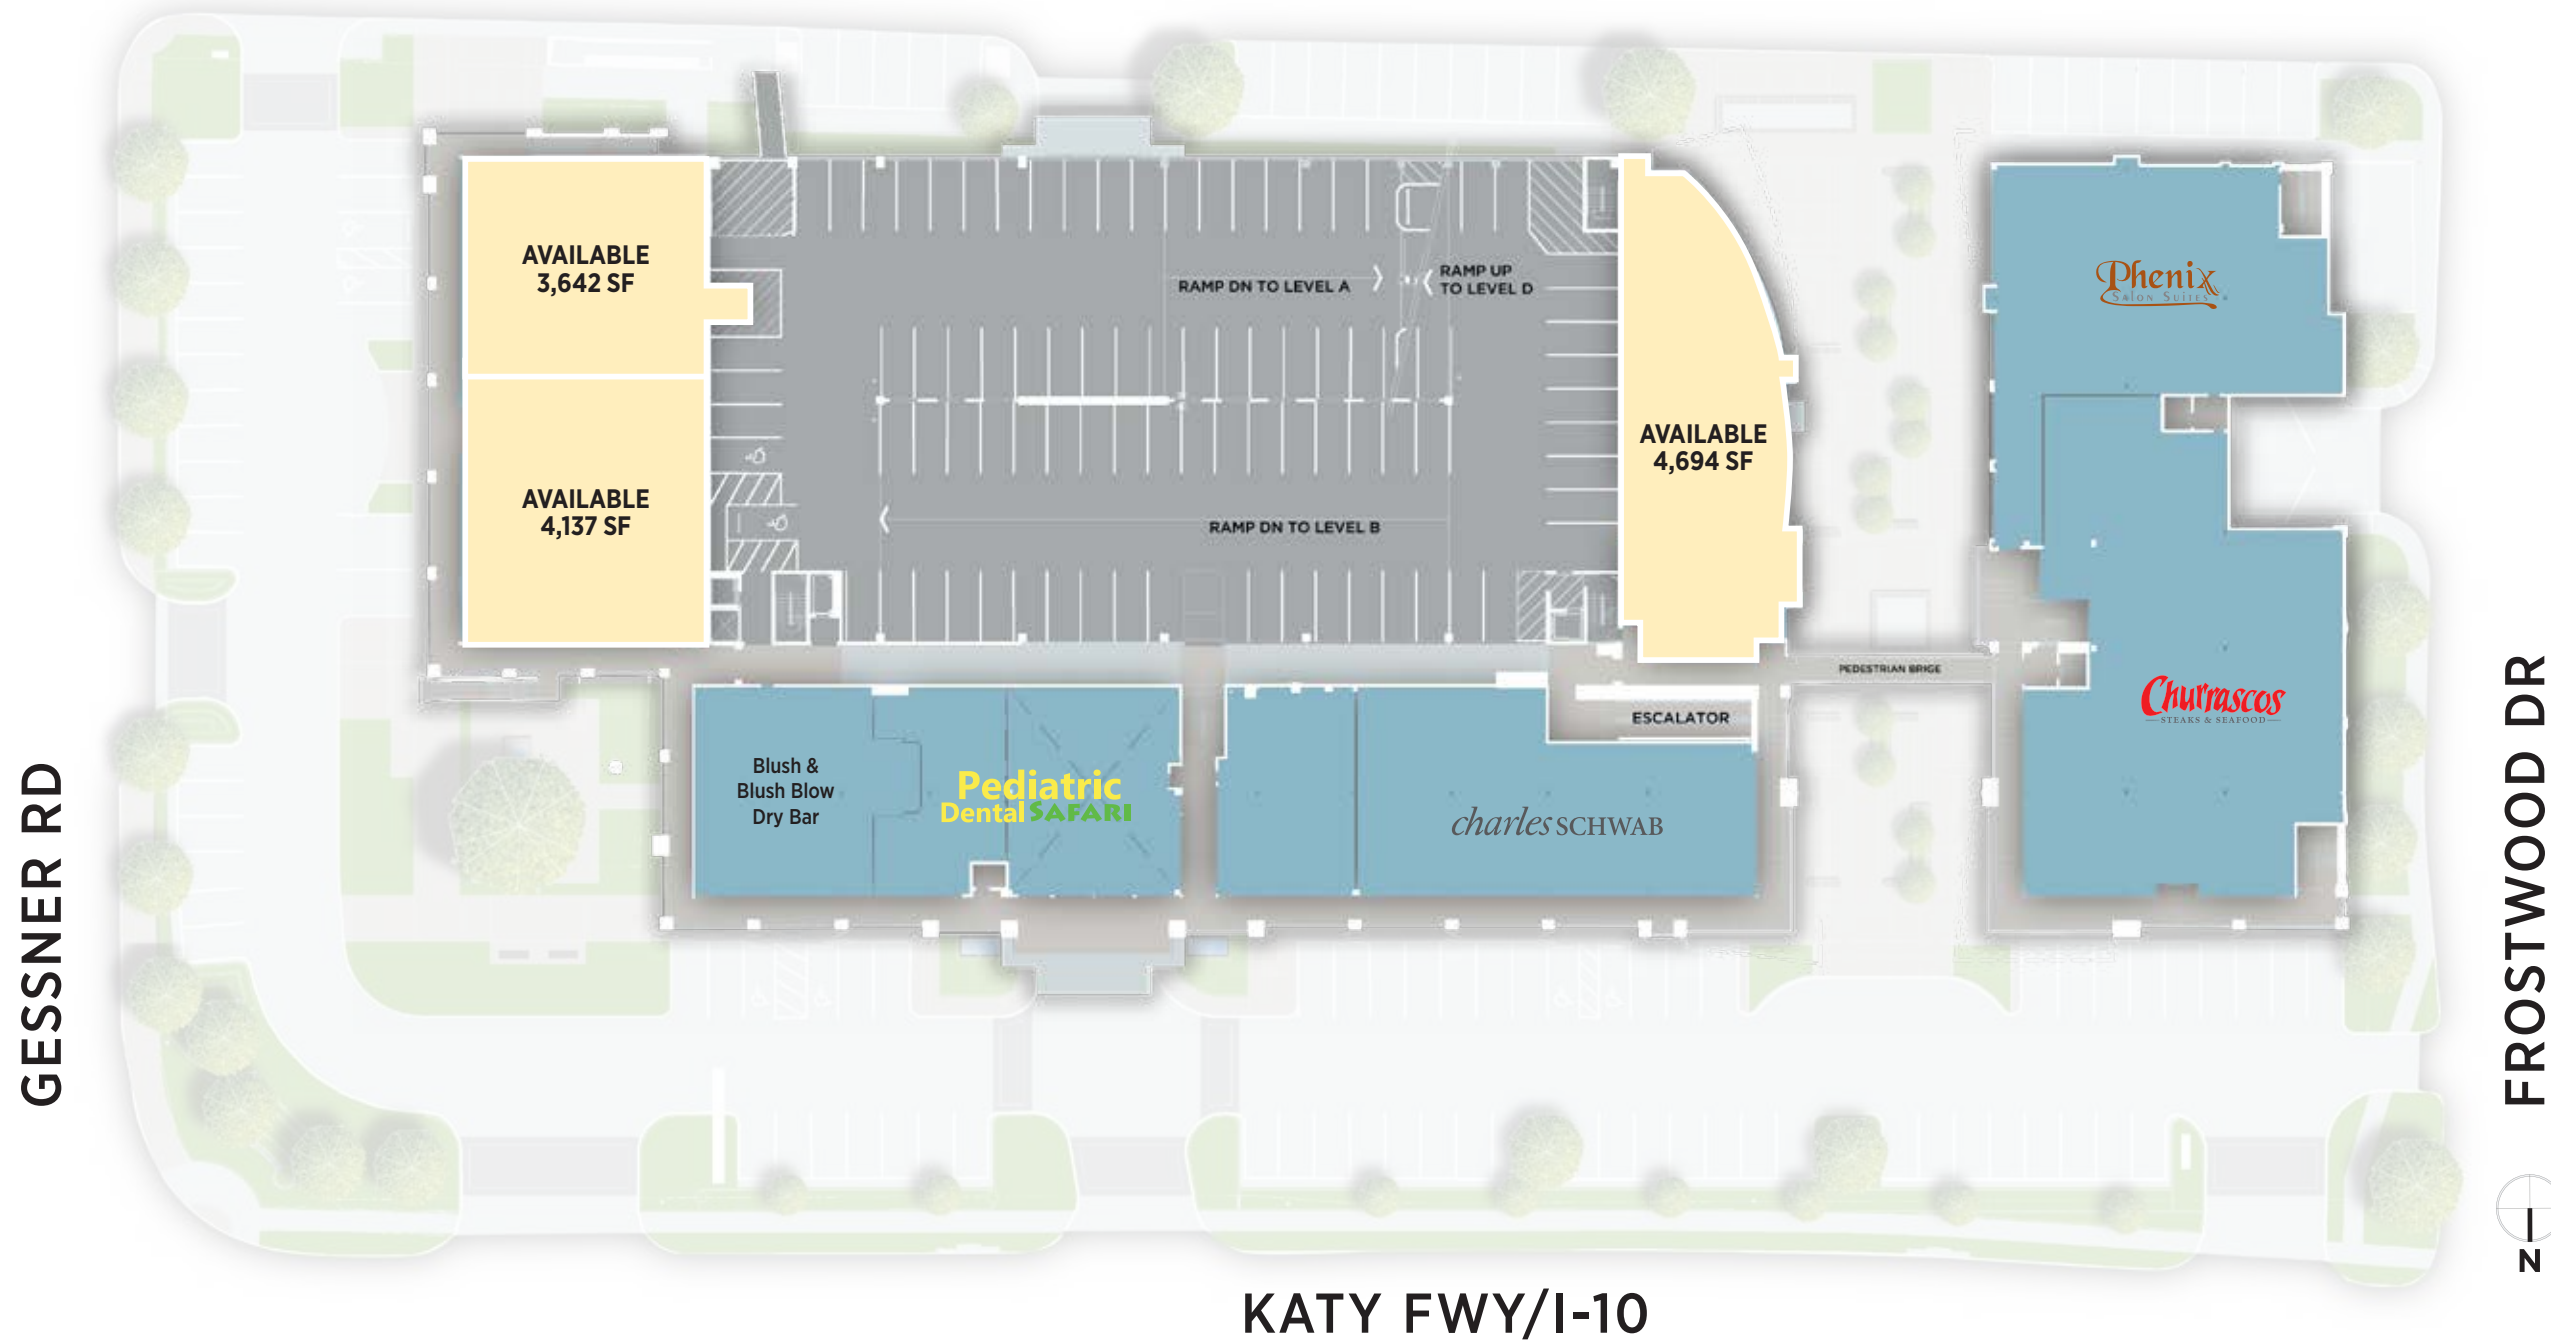 AVAILABLE
3,642 SF
AVAILABLE
4,137 SF
RAMP DN TO LEVEL A
RAMP UP
TO LEVEL D
RAMP DN TO LEVEL B
AVAILABLE
4,694 SF
Phenix
Salon Suites
PEDESTRIAN BRIGE
ESCALATOR
Churrascos
STEAKS & SEAFOOD
Blush &
Blush Blow
Dry Bar
Pediatric
Dental SAFARI
charles SCHWAB
GESSNER RD
FROSTWOOD DR
N
KATY FWY/I-10